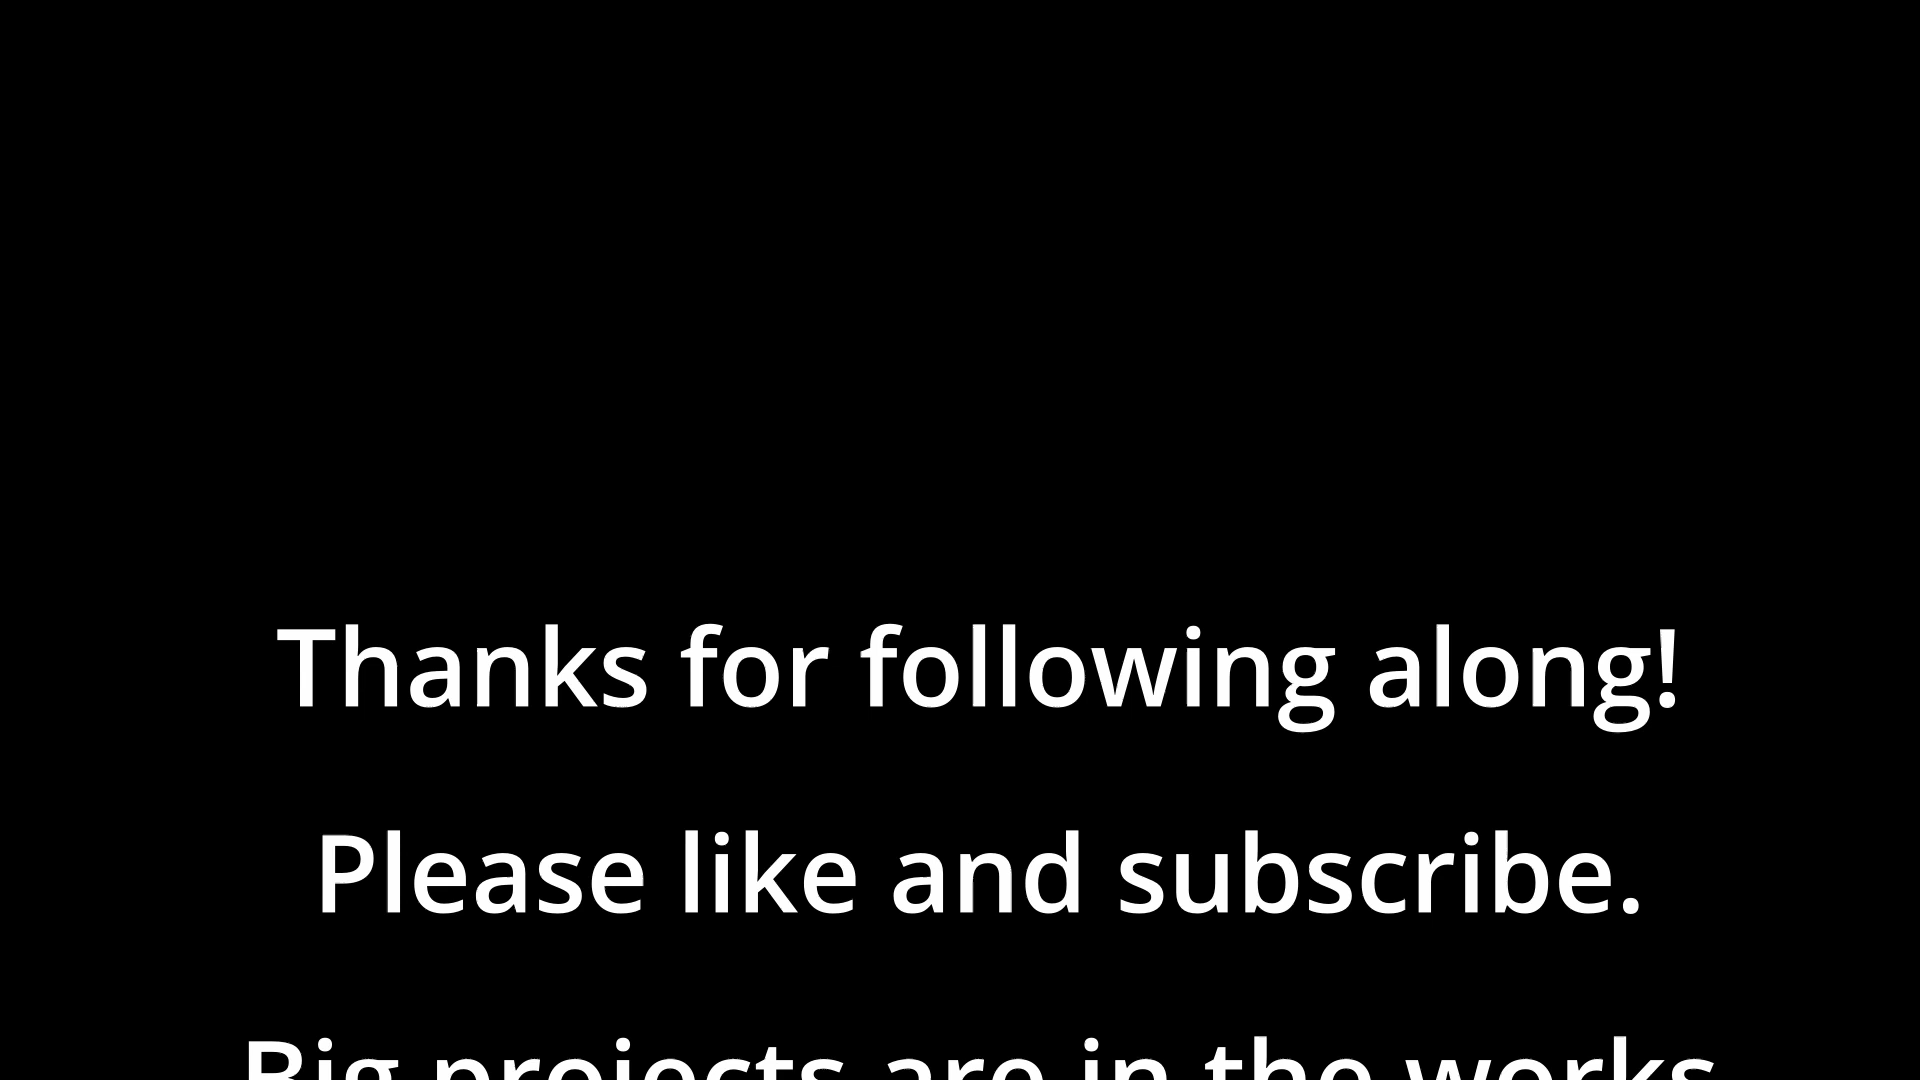 Thanks for following along!
Please like and subscribe.
Big projects are in the works